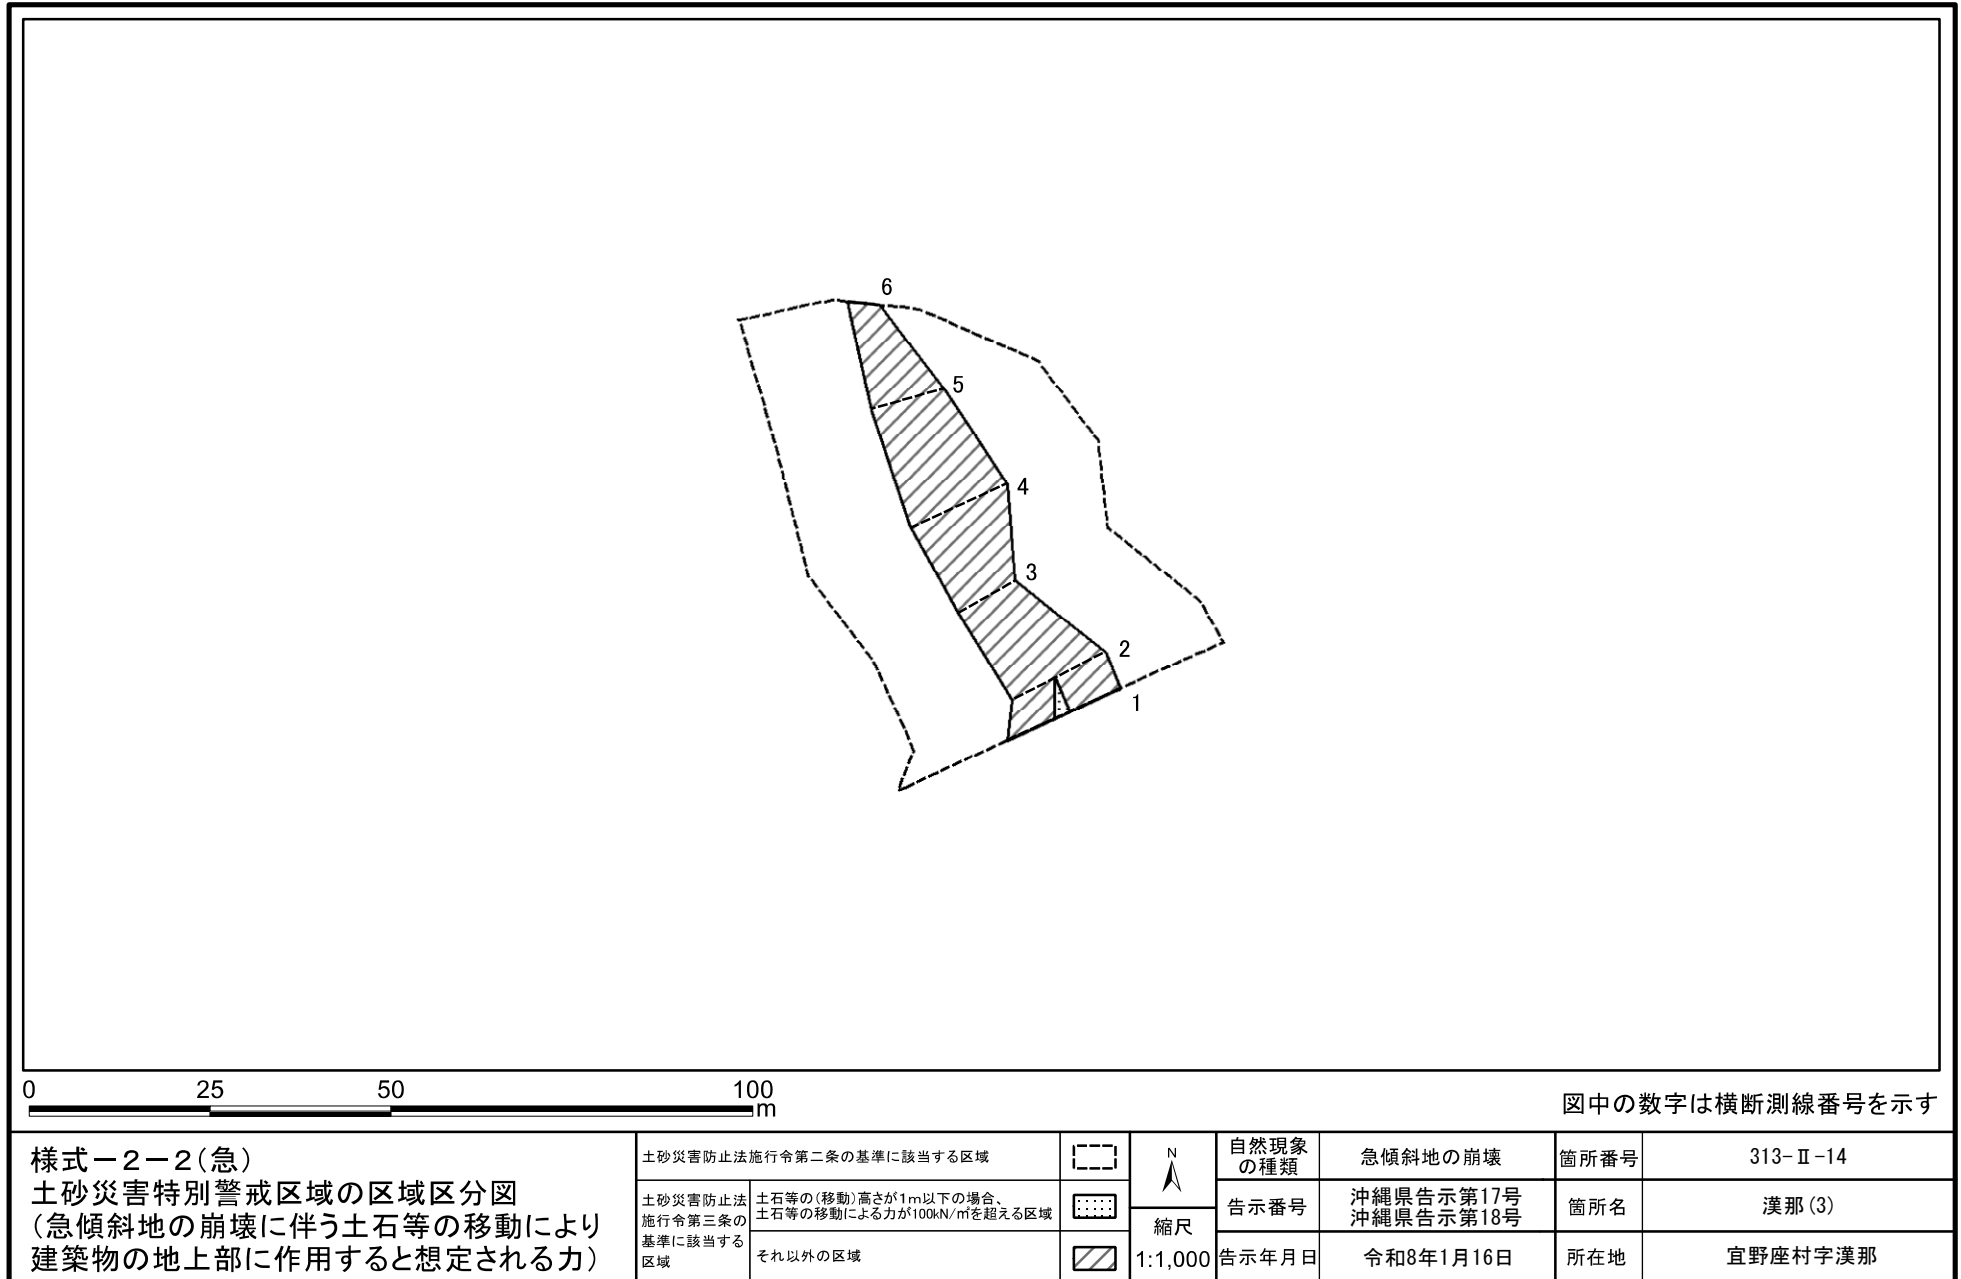 6
5
4
3
2
1
0 25 50 100
m
図中の数字は横断測線番号を示す
様式－２－２（急）
土砂災害特別警戒区域の区域区分図
（急傾斜地の崩壊に伴う土石等の移動により
建築物の地上部に作用すると想定される力）
土砂災害防止法施行令第二条の基準に該当する区域
土砂災害防止法
施行令第三条の
基準に該当する
区域
土石等の（移動）高さが1ｍ以下の場合、
土石等の移動による力が100kN/㎡を超える区域
それ以外の区域
N
縮尺
1:1,000
自然現象
の種類
急傾斜地の崩壊
箇所番号
313-Ⅱ-14
告示番号
沖縄県告示第17号
沖縄県告示第18号
箇所名
漢那(3)
告示年月日
令和8年1月16日
所在地
宜野座村字漢那